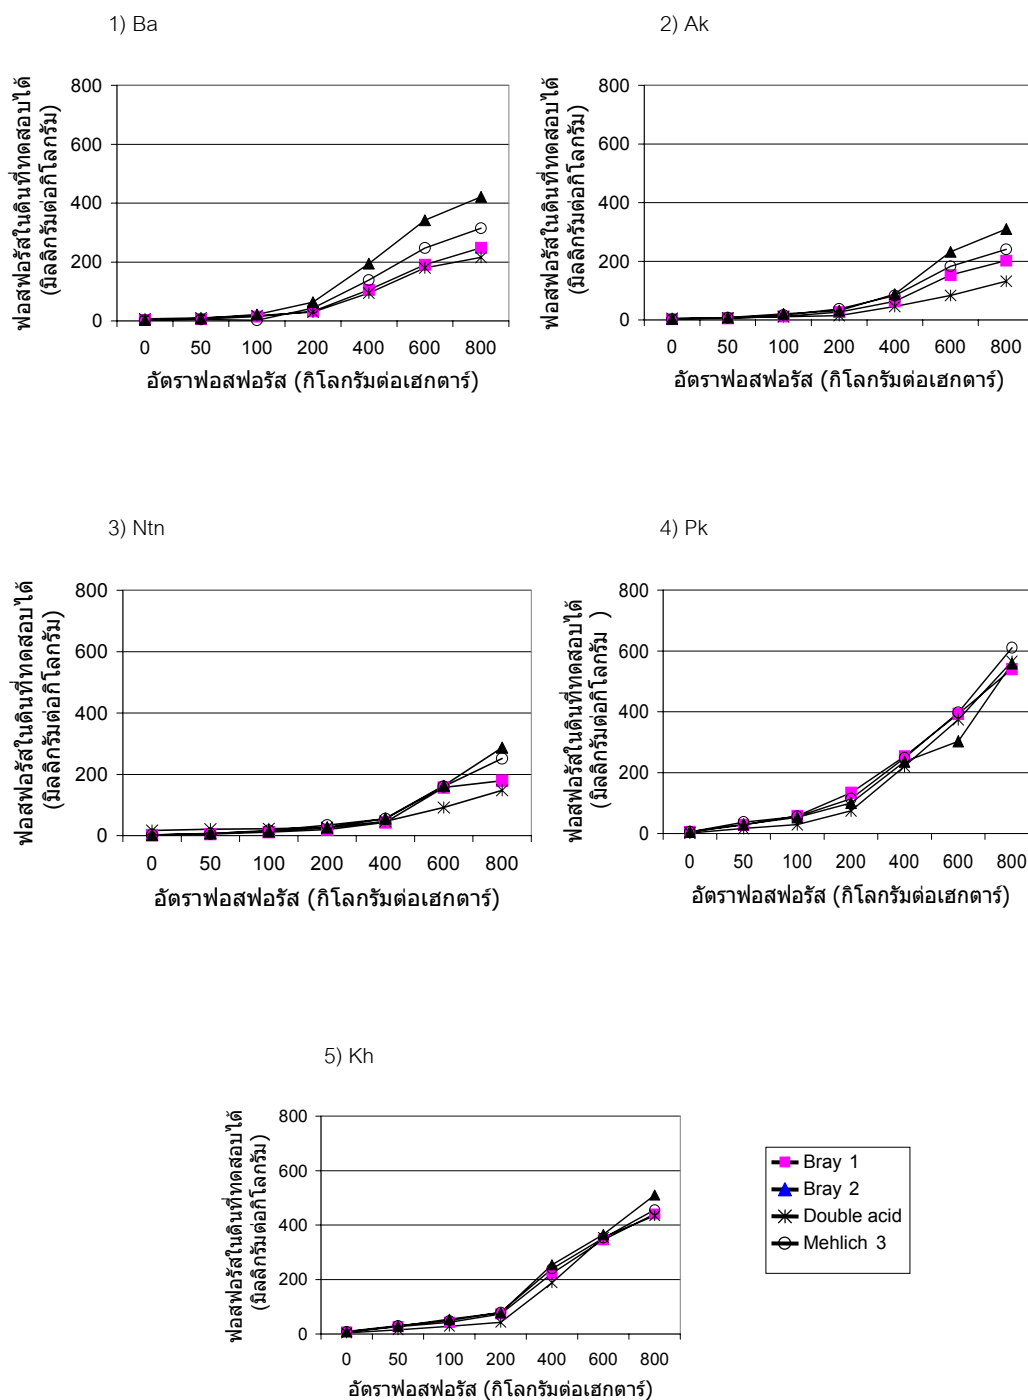 1) Ba
ฟอสฟอรัสในดินที่ทดสอบได้
(มิลลิกรัมต่อกิโลกรัม)
800
600
400
200
0
0 50 100 200 400 600 800
อัตราฟอสฟอรัส (กิโลกรัมต่อเฮกตาร์)
2) Ak
ฟอสฟอรัสในดินที่ทดสอบได้
(มิลลิกรัมต่อกิโลกรัม)
800
600
400
200
0
0 50 100 200 400 600 800
อัตราฟอสฟอรัส (กิโลกรัมต่อเฮกตาร์)
3) Ntn
ฟอสฟอรัสในดินที่ทดสอบได้
(มิลลิกรัมต่อกิโลกรัม)
800
600
400
200
0
0 50 100 200 400 600 800
อัตราฟอสฟอรัส (กิโลกรัมต่อเฮกตาร์)
4) Pk
ฟอสฟอรัสในดินที่ทดสอบได้
(มิลลิกรัมต่อกิโลกรัม )
800
600
400
200
0
0 50 100 200 400 600 800
อัตราฟอสฟอรัส (กิโลกรัมต่อเฮกตาร์)
5) Kh
ฟอสฟอรัสในดินที่ทดสอบได้
(มิลลิกรัมต่อกิโลกรัม)
800
600
400
200
0
0 50 100 200 400 600 800
อัตราฟอสฟอรัส (กิโลกรัมต่อเฮกตาร์)
Bray 1
Bray 2
Double acid
Mehlich 3